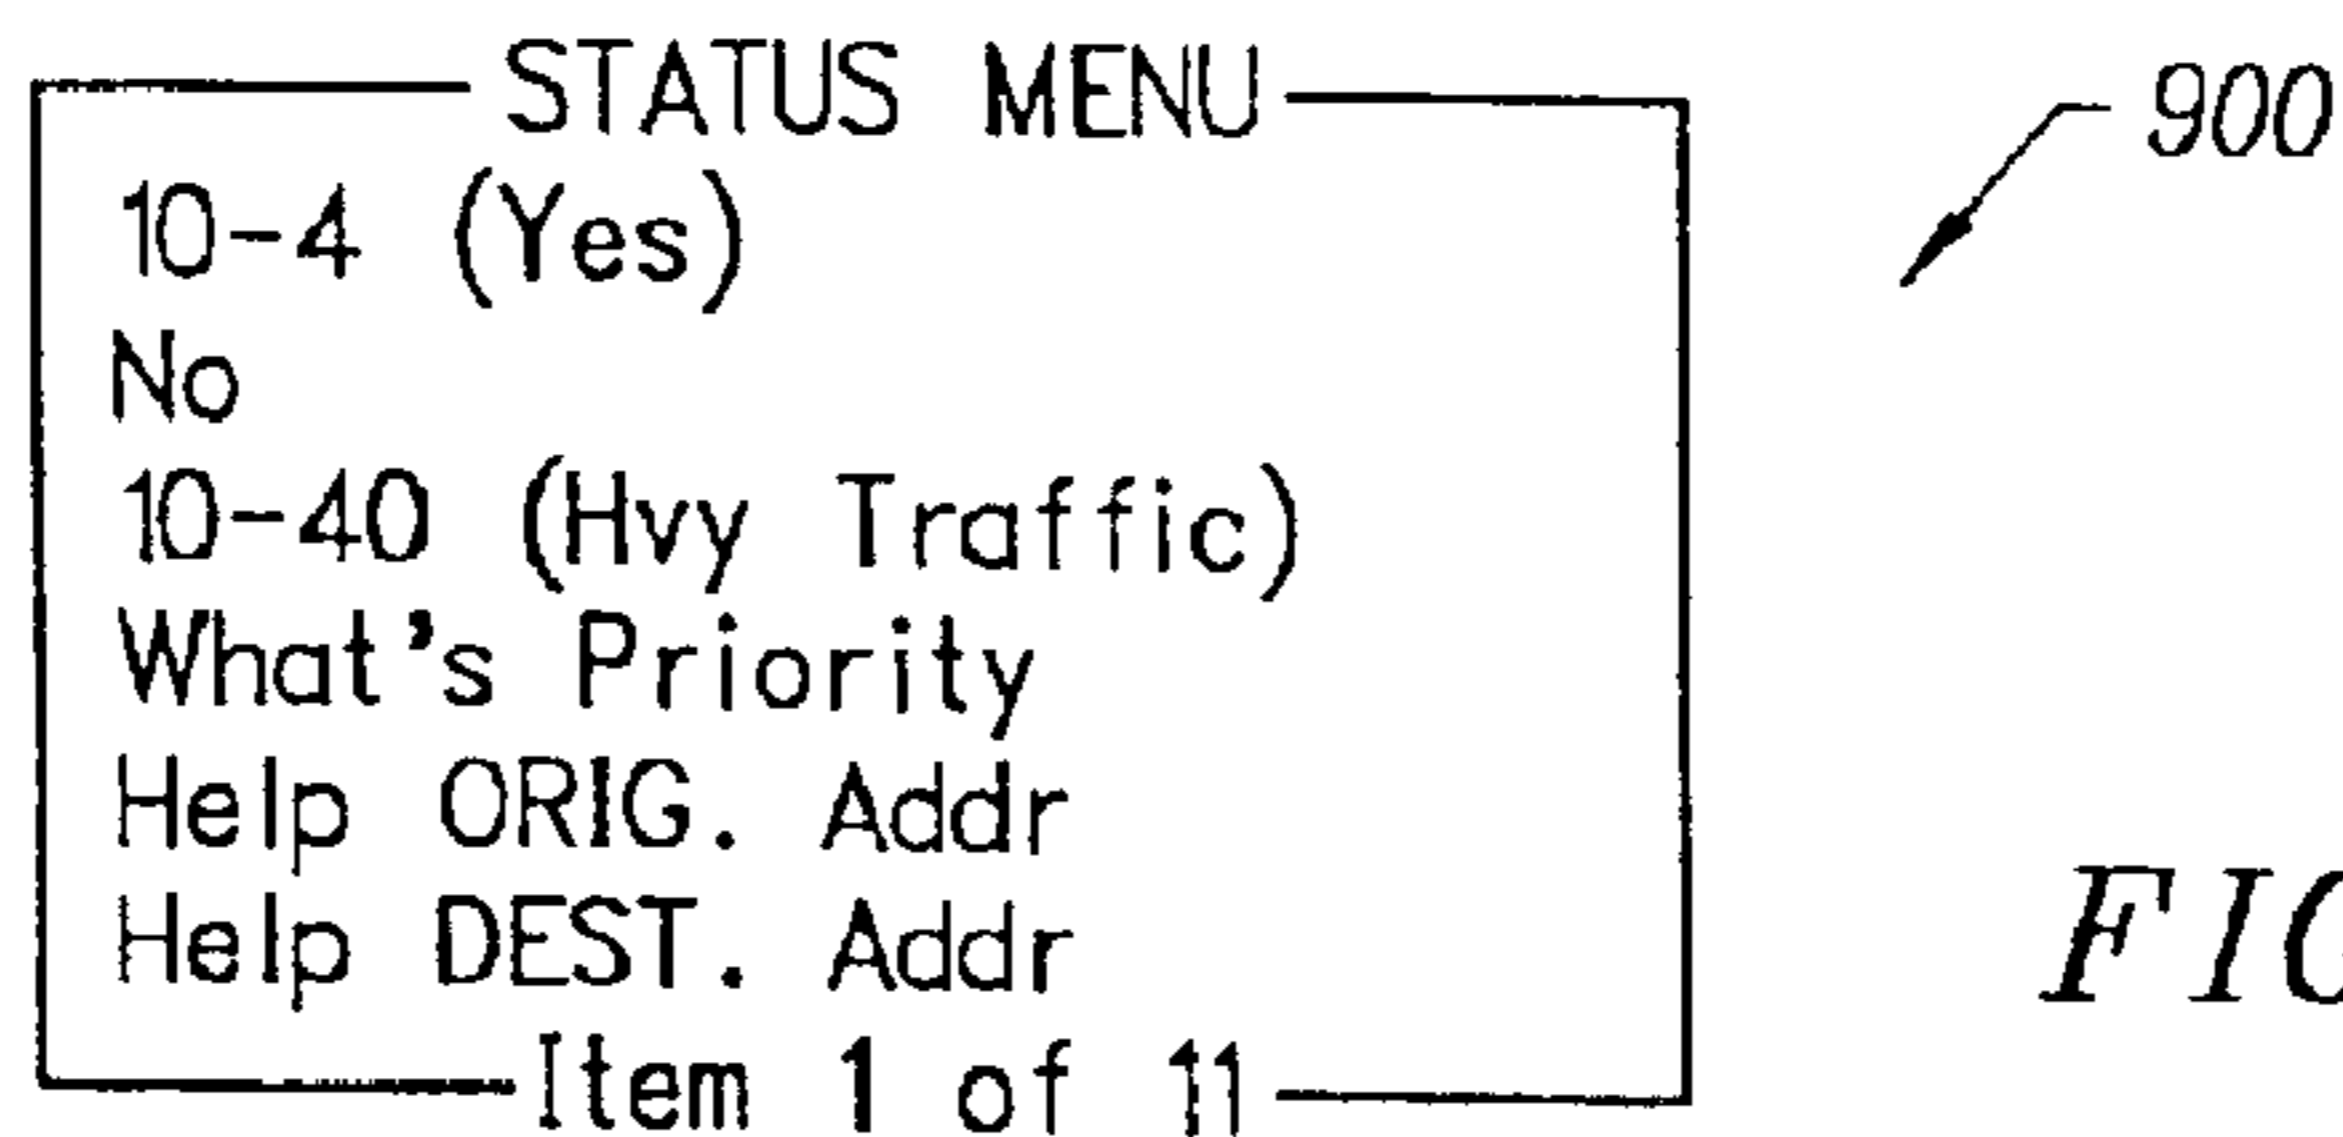 STATUS MENU
900
10-4 (Yes)
No
10-40 (Hvy Traffic)
What's Priority
Help ORIG. Addr
Help DEST. Addr
Item 1 of 11